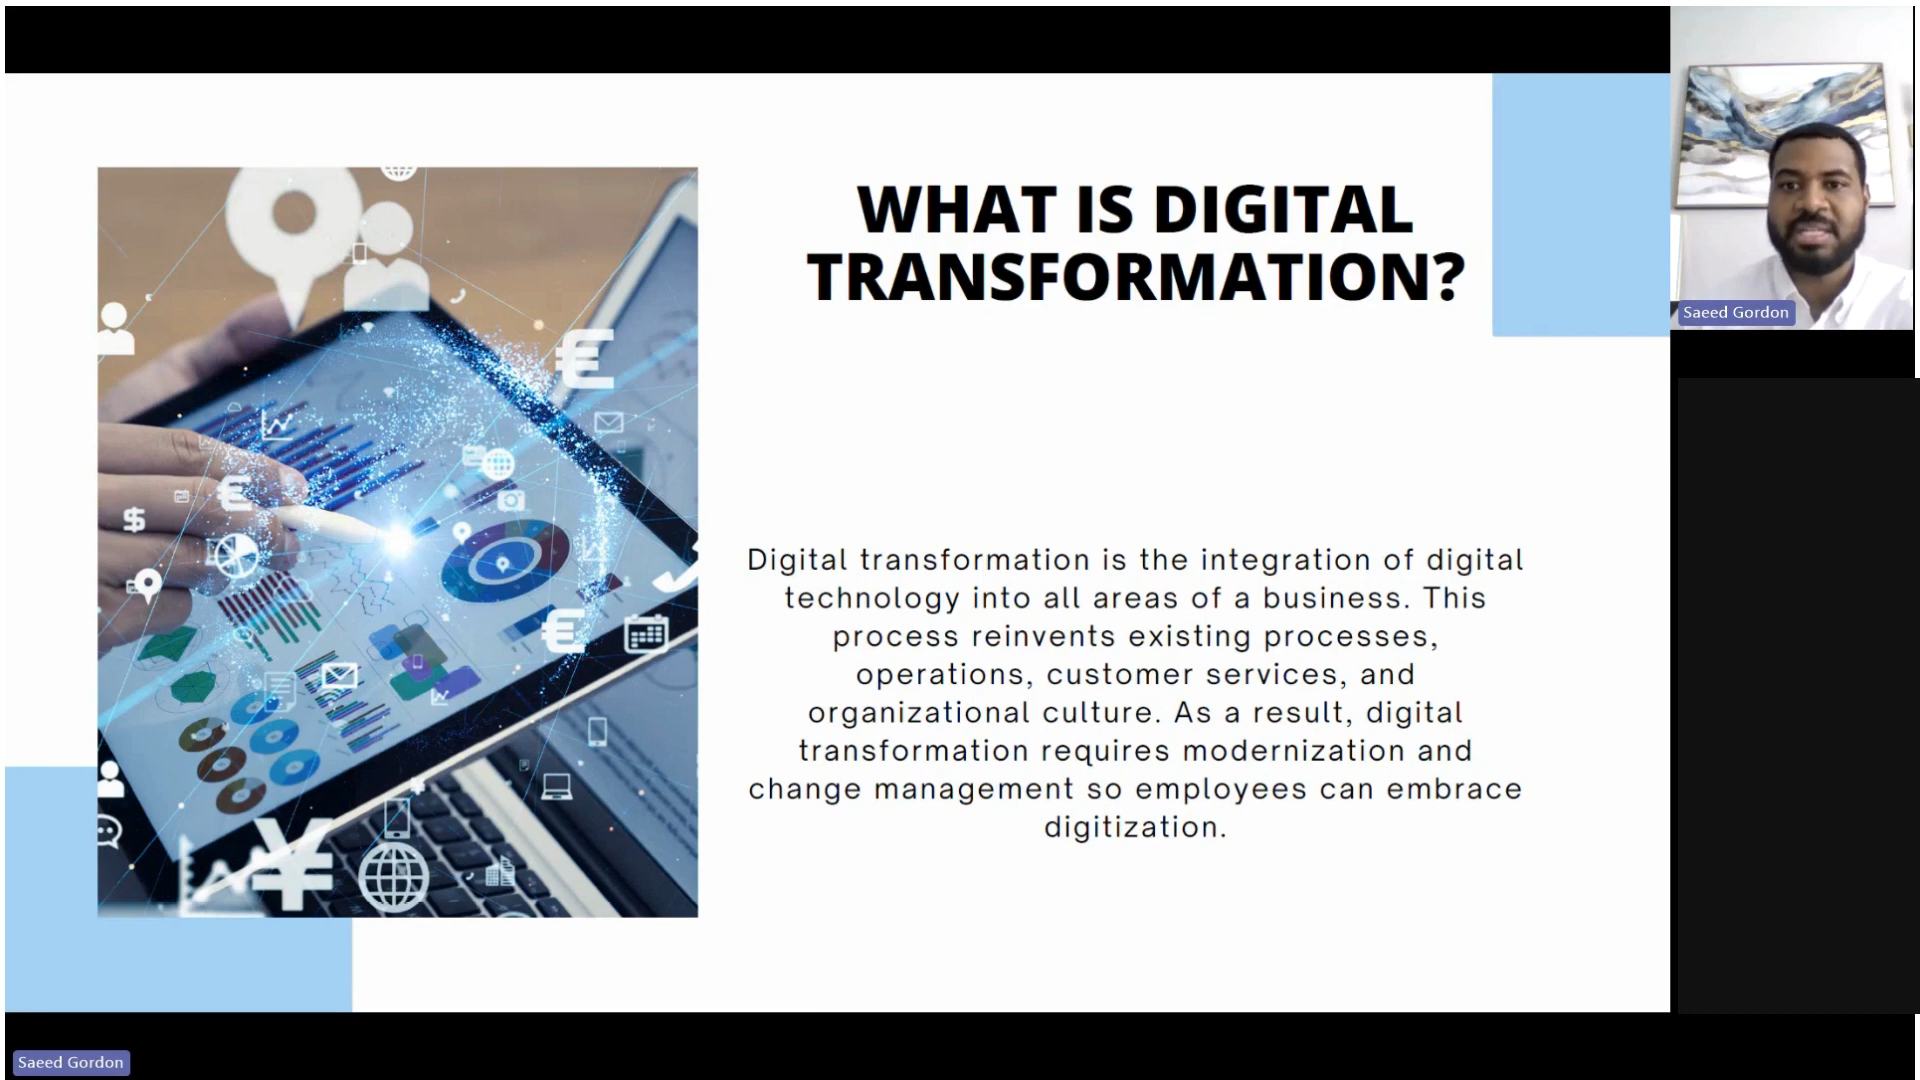 WHAT IS DIGITAL
TRANSFORMATION?
Saeed Gordon
Digital transformation is the integration of digital
technology into all areas of a business. This
process reinvents existing processes,
operations, customer services, and
organizational culture. As a result, digital
transformation requires modernization and
change management so employees can embrace
digitization.
Saeed Gordon